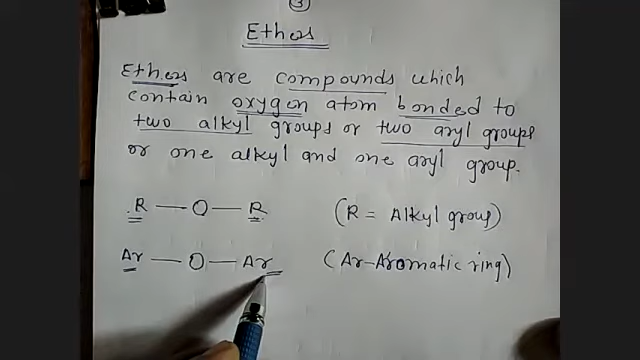 3
Ethers
Ethers are compounds which
contain oxygen atom bonded to
two alkyl groups or two aryl groups
or one alkyl and one aryl group.
R — O — R (R = Alkyl group)
Ar — O — Ar (Ar-Aromatic ring)